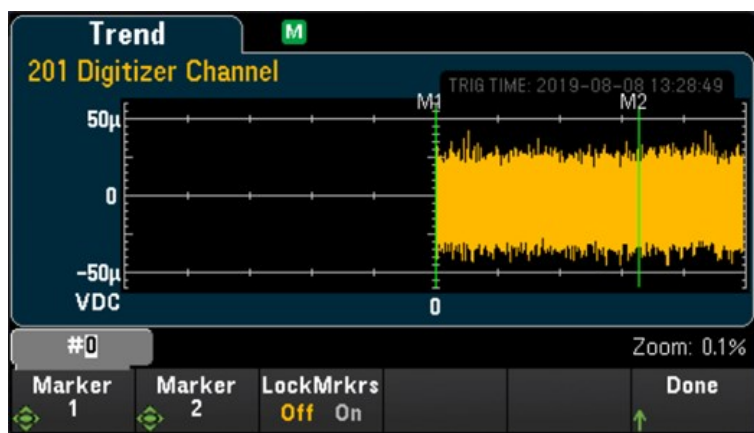 Trend M
201 Digitizer Channel
TRIG TIME: 2019-08-08 13:28:49
M1 M2
50µ
0
-50µ
VDC 0
#0 Zoom: 0.1%
Marker Marker LockMrkrs Done
1 2 Off On